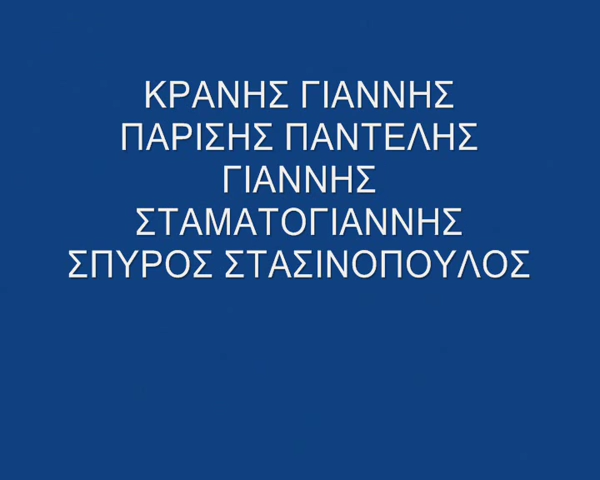 ΚΡΑΝΗΣ ΓΙΑΝΝΗΣ
ΠΑΡΙΣΗΣ ΠΑΝΤΕΛΗΣ
ΓΙΑΝΝΗΣ
ΣΤΑΜΑΤΟΓΙΑΝΝΗΣ
ΣΠΥΡΟΣ ΣΤΑΣΙΝΟΠΟΥΛΟΣ